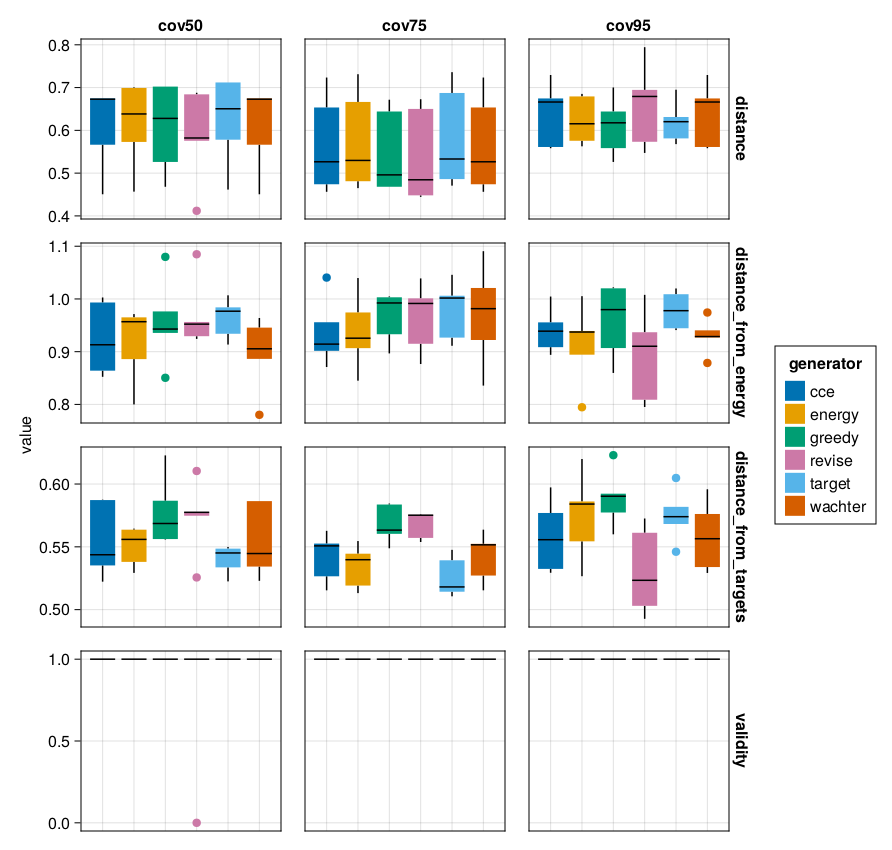 cov50 cov75 cov95
0.8
0.7
0.6
0.5
0.4
distance
1.1
1.0
0.9
0.8
distance_from_energy
value
0.60
0.55
0.50
distance_from_targets
1.0
0.5
0.0
validity
generator
cce
energy
greedy
revise
target
wachter